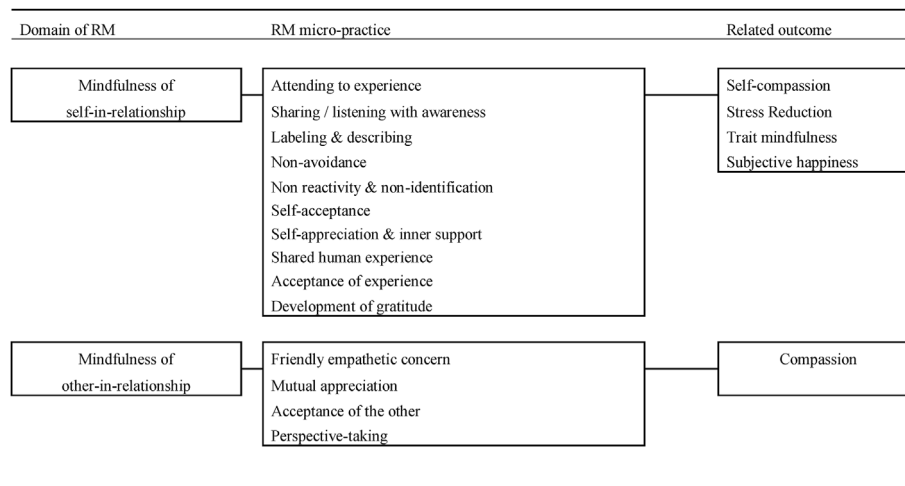 Domain of RM
RM micro-practice
Related outcome
Mindfulness of
self-in-relationship
Attending to experience
Sharing / listening with awareness
Labeling & describing
Non-avoidance
Non reactivity & non-identification
Self-acceptance
Self-appreciation & inner support
Shared human experience
Acceptance of experience
Development of gratitude
Self-compassion
Stress Reduction
Trait mindfulness
Subjective happiness
Mindfulness of
other-in-relationship
Friendly empathetic concern
Mutual appreciation
Acceptance of the other
Perspective-taking
Compassion